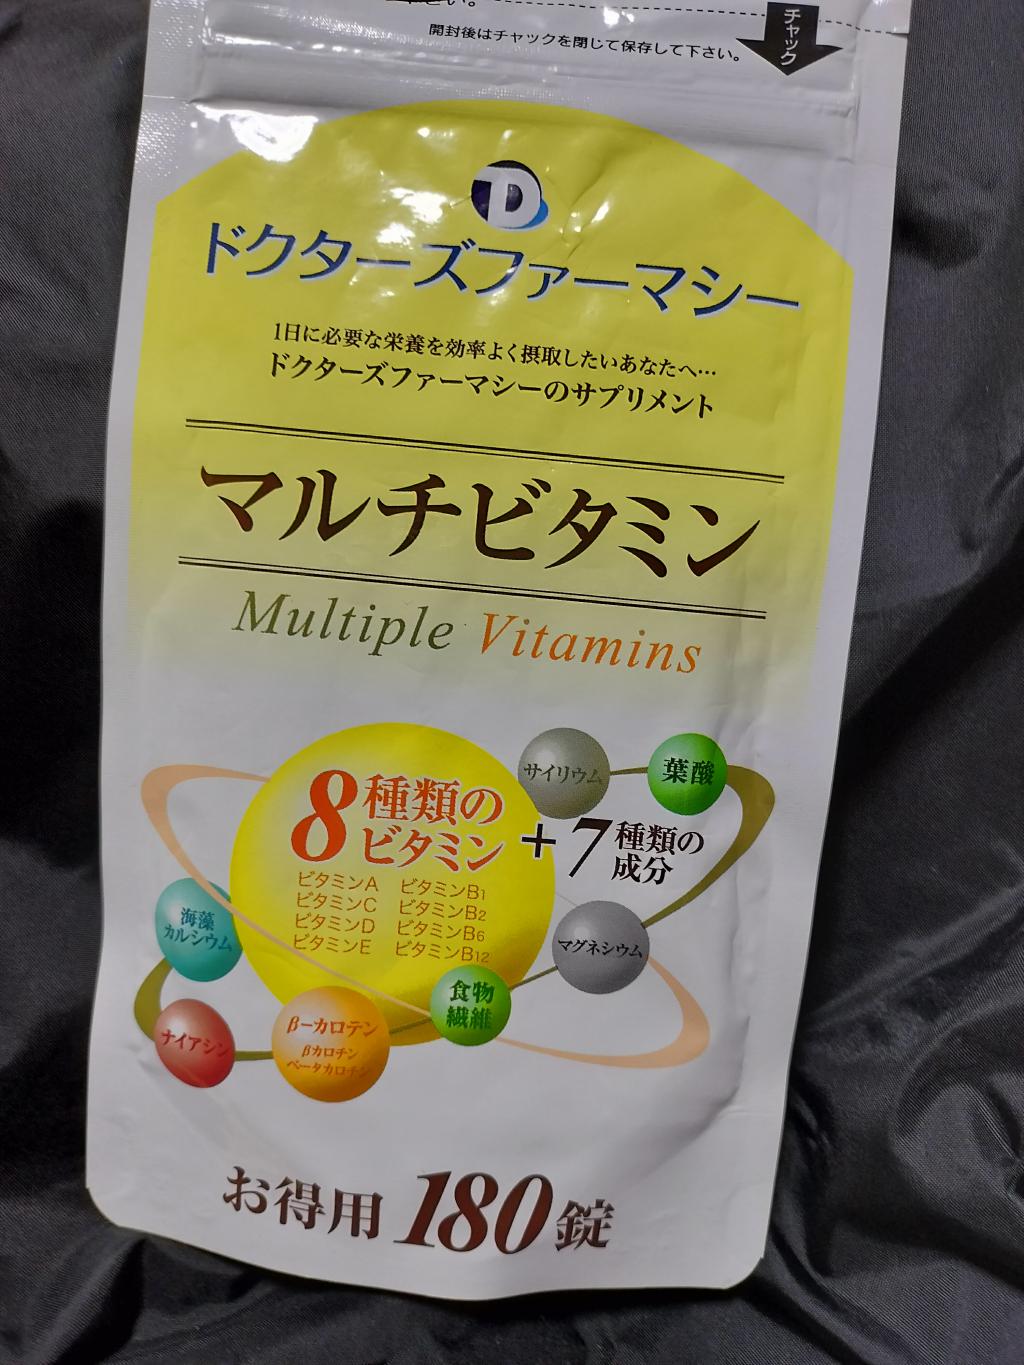 さい。
開封後はチャックを閉じて保存して下さい。
チャック
D
ドクターズファーマシー
1日に必要な栄養を効率よく摂取したいあなたへ…
ドクターズファーマシーのサプリメント
マルチビタミン
Multiple Vitamins
8種類のビタミン
ビタミンA ビタミンB1
ビタミンC ビタミンB2
ビタミンD ビタミンB6
ビタミンE ビタミンB12
+7種類の成分
サイリウム
葉酸
海藻
カルシウム
マグネシウム
食物
繊維
ナイアシン
β−カロテン
βカロチン
ベータカロチン
お得用180錠